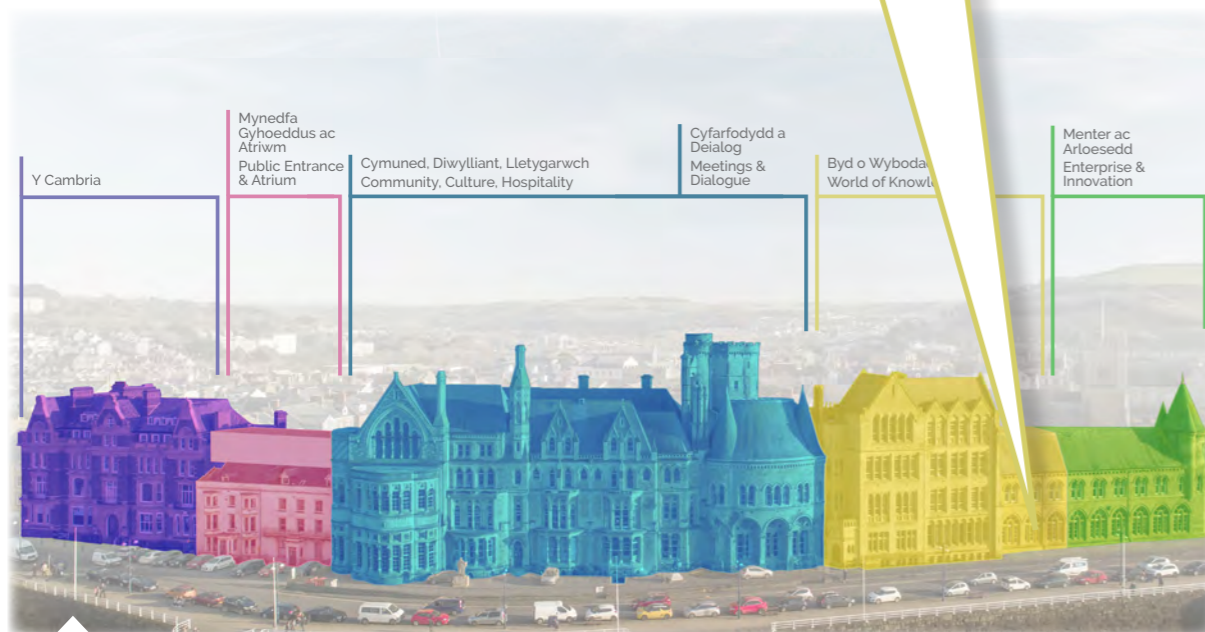 Y Cambria
Mynedfa
Gyhoeddus ac
Atriwm
Public Entrance
& Atrium
Cymuned, Diwylliant, Lletygarwch
Community, Culture, Hospitality
Cyfarfodydd a
Deialog
Meetings &
Dialogue
Byd o
World of
Menter ac
Arloesedd
Enterprise &
Innovation